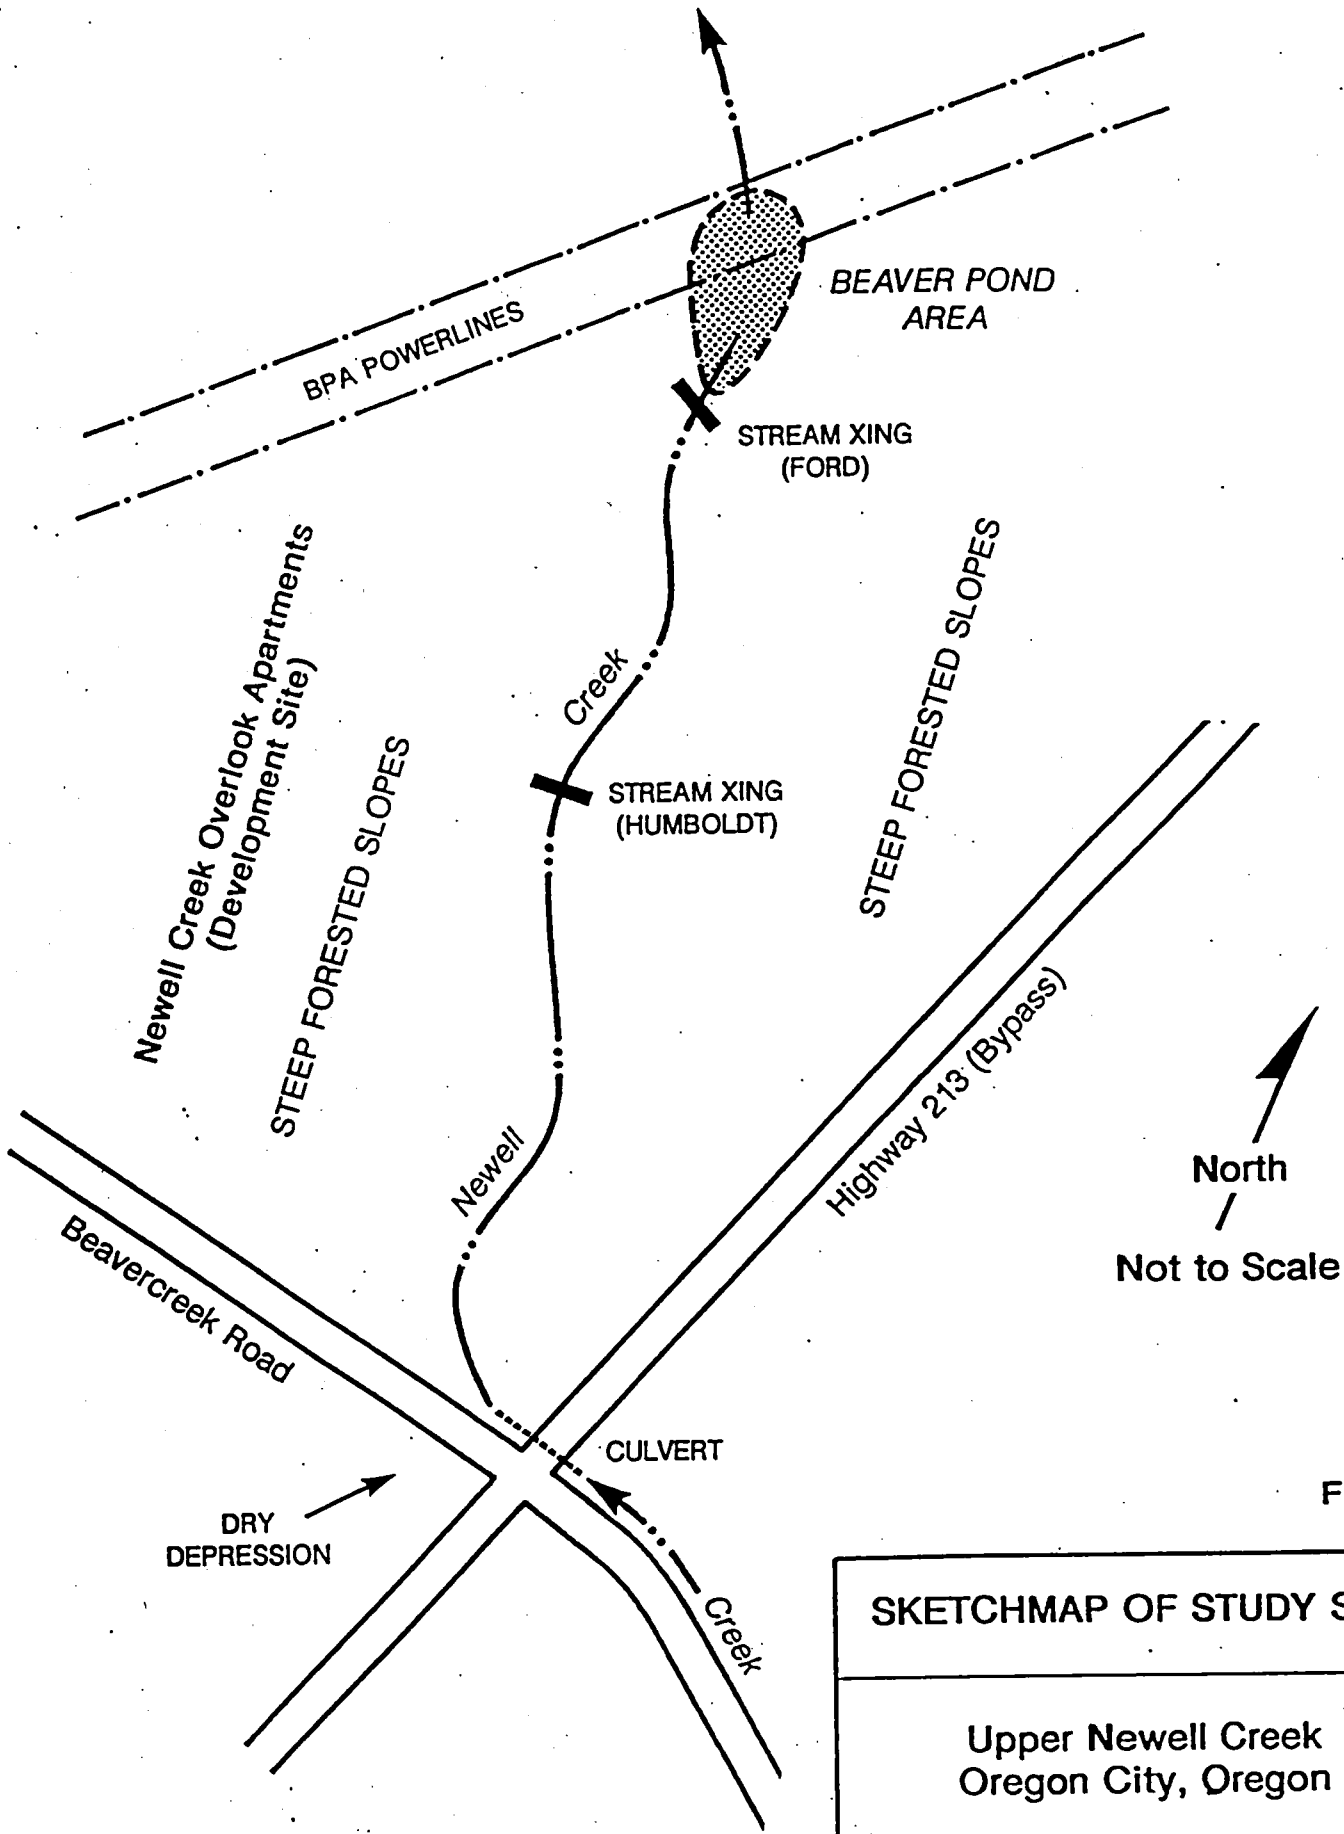 BPA POWERLINES
BEAVER POND
AREA
STREAM XING
(FORD)
Newell Creek Overlook Apartments
(Development Site)
STEEP FORESTED SLOPES
STEEP FORESTED SLOPES
Creek
STREAM XING
(HUMBOLDT)
Newell
Highway 213 (Bypass)
North
Not to Scale
Beavercreek Road
CULVERT
DRY
DEPRESSION
Creek
F
SKETCHMAP OF STUDY S
Upper Newell Creek
Oregon City, Oregon